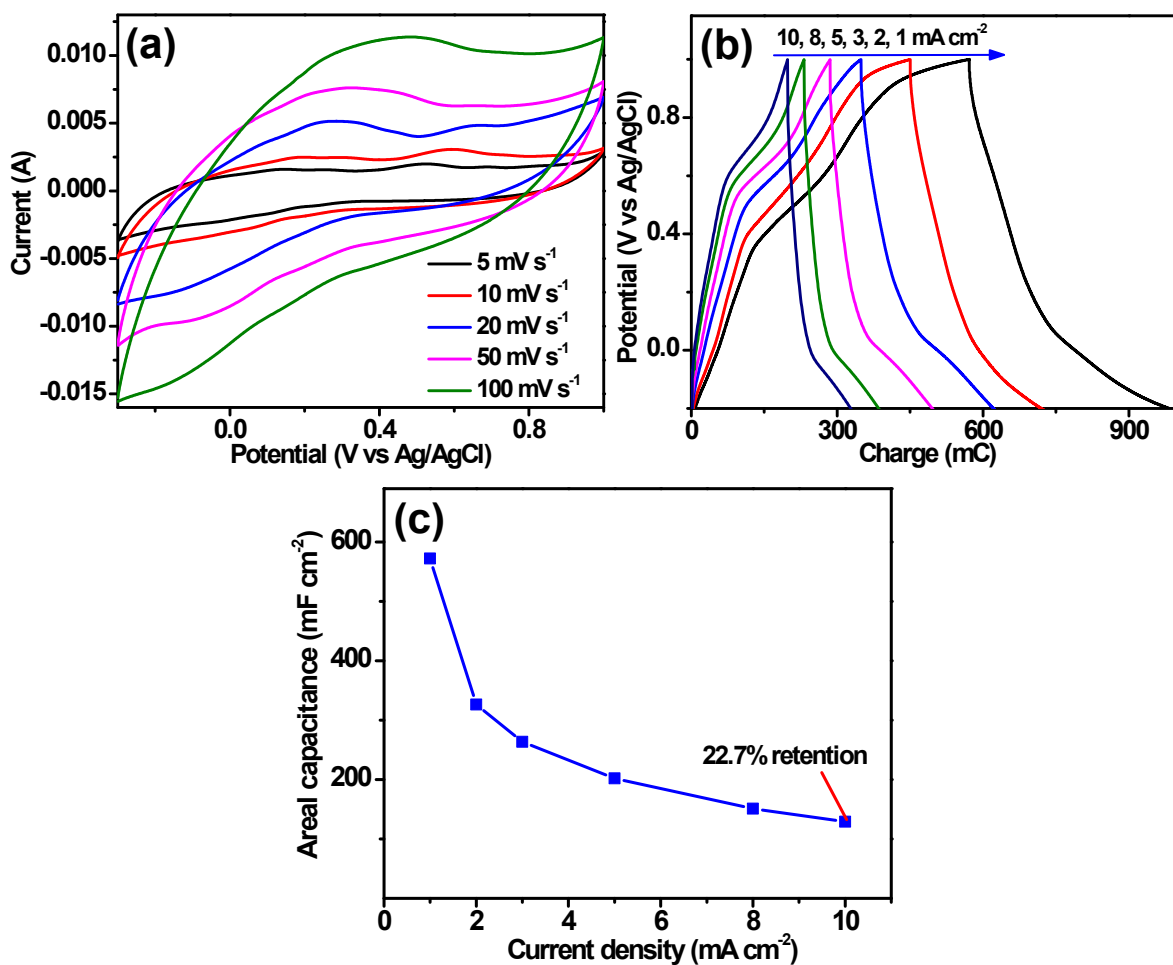 (a)
0.010
0.005
0.000
-0.005
-0.010
-0.015
Current (A)
5 mV s⁻¹
10 mV s⁻¹
20 mV s⁻¹
50 mV s⁻¹
100 mV s⁻¹
0.0 0.4 0.8
Potential (V vs Ag/AgCl)
(b)
10, 8, 5, 3, 2, 1 mA cm⁻²
0.8
0.4
0.0
Potential (V vs Ag/AgCl)
0 300 600 900
Charge (mC)
(c)
600
400
200
Areal capacitance (mF cm⁻²)
22.7% retention
0 2 4 6 8 10
Current density (mA cm⁻²)